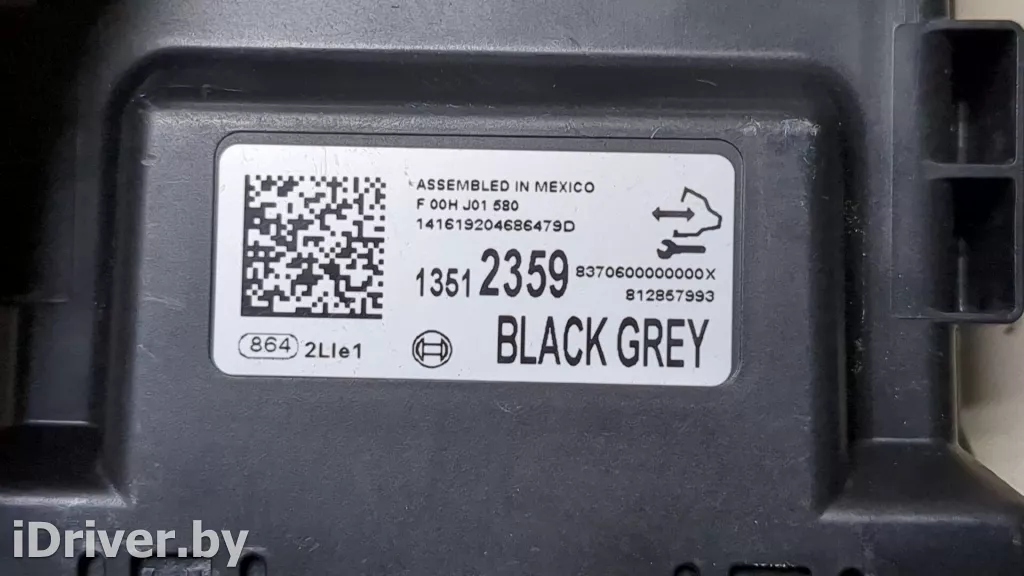 ASSEMBLED IN MEXICO
F 00H J01 580
141619204686479D
1351 2359
8370600000000X
812857993
864 2LIe1
BLACK GREY
iDriver.by